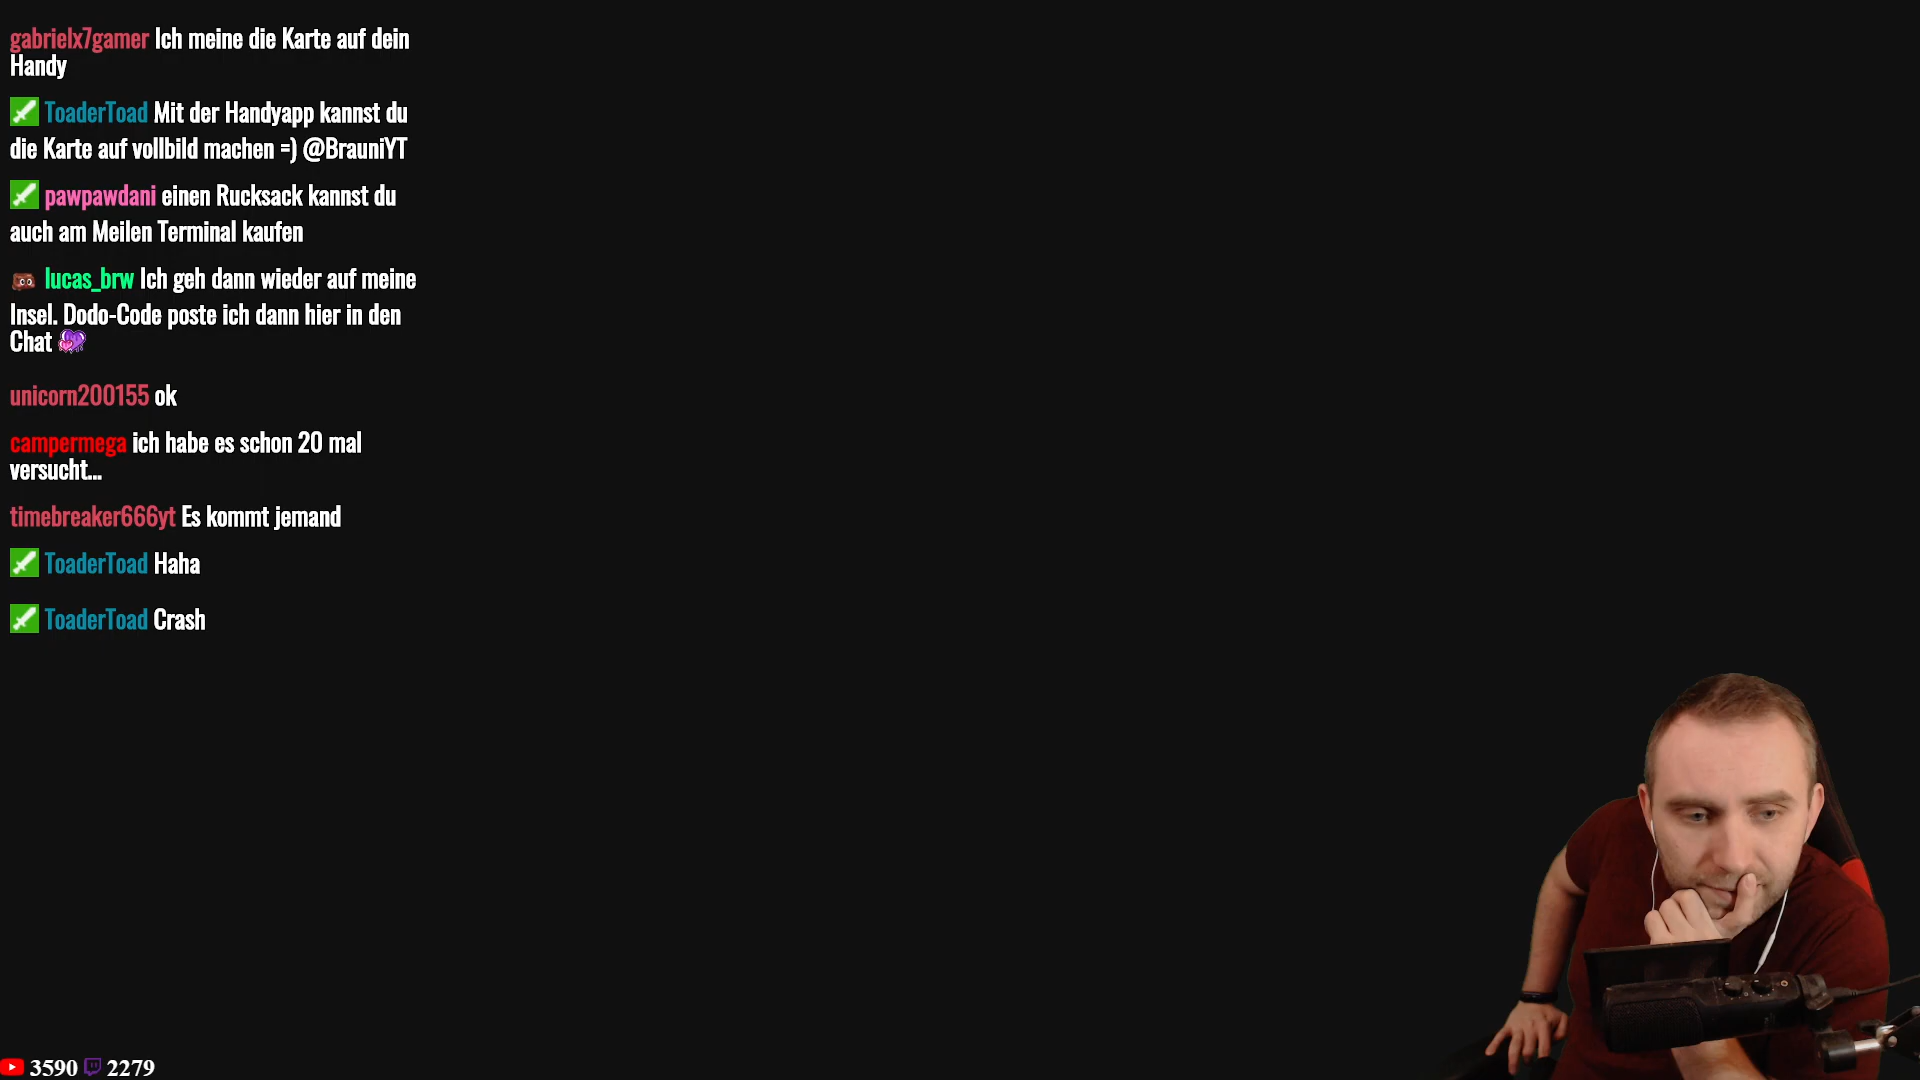 gabrielx7gamer Ich meine die Karte auf dein
Handy
ToaderToad Mit der Handyapp kannst du
die Karte auf vollbild machen =) @BrauniYT
pawpawdani einen Rucksack kannst du
auch am Meilen Terminal kaufen
lucas_brw Ich geh dann wieder auf meine
Insel. Dodo-Code poste ich dann hier in den
Chat
unicorn200155 ok
campermega ich habe es schon 20 mal
versucht...
timebreaker666yt Es kommt jemand
ToaderToad Haha
ToaderToad Crash
3590 2279